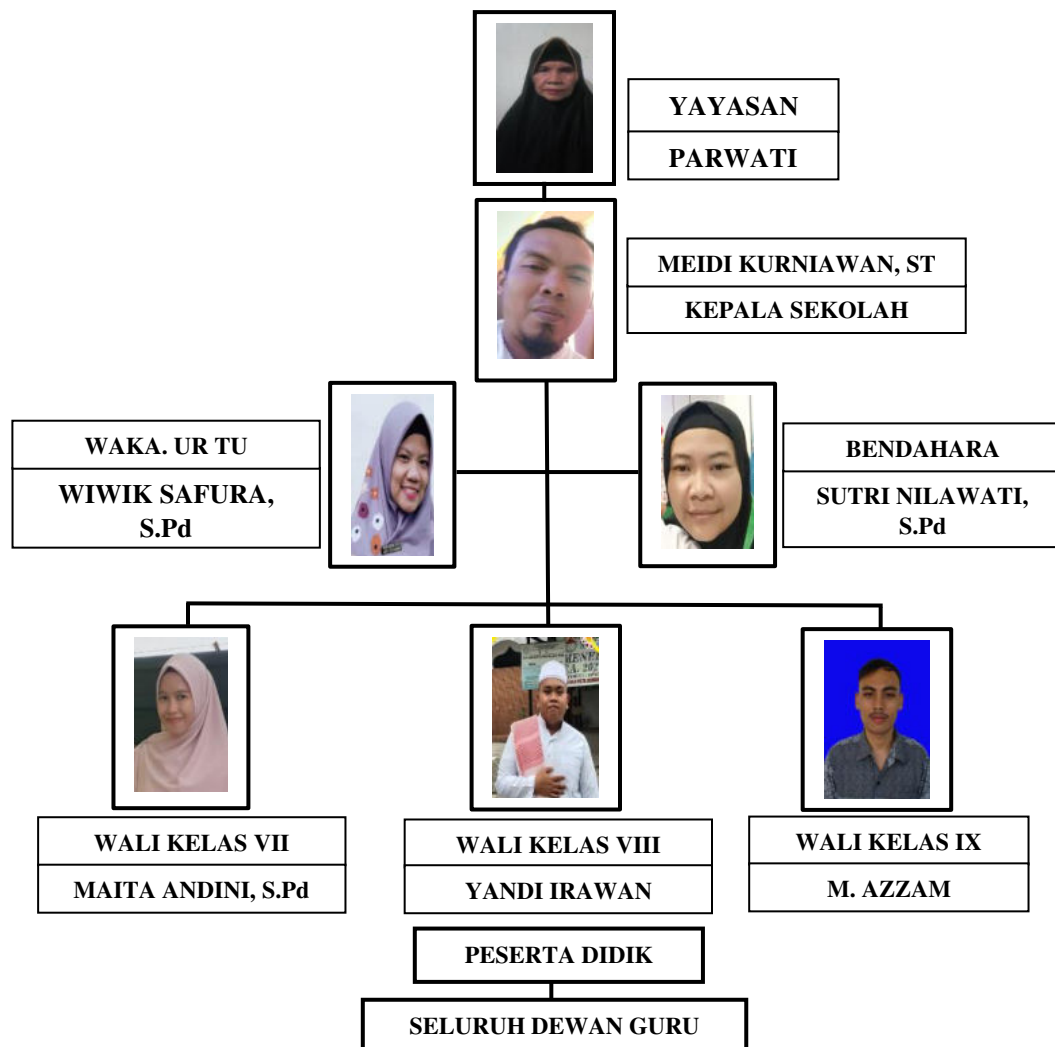 YAYASAN
PARWATI
MEIDI KURNIAWAN, ST
KEPALA SEKOLAH
WAKA. UR TU
WIWIK SAFURA,
S.Pd
BENDAHARA
SUTRI NILAWATI,
S.Pd
WALI KELAS VII
MAITA ANDINI, S.Pd
WALI KELAS VIII
YANDI IRAWAN
WALI KELAS IX
M. AZZAM
PESERTA DIDIK
SELURUH DEWAN GURU